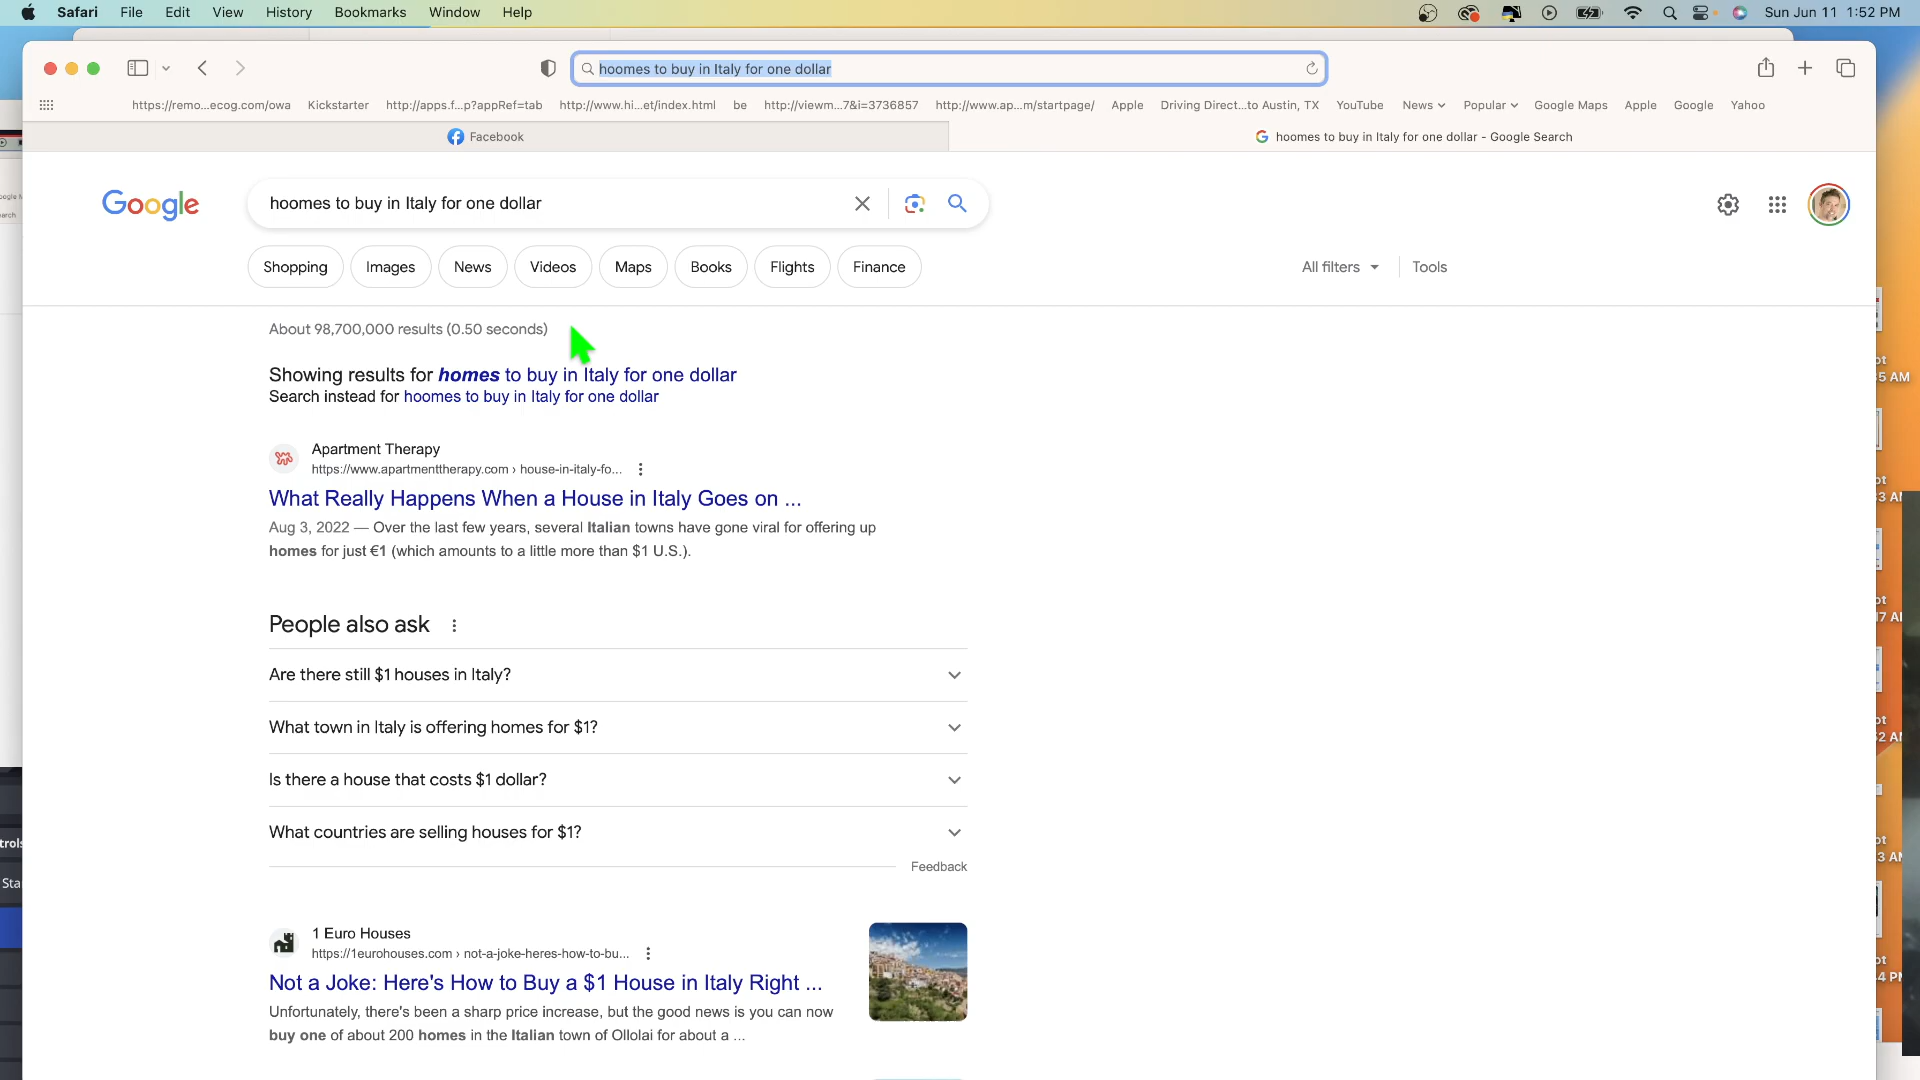 Safari File Edit View History Bookmarks Window Help
Sun Jun 11 1:52 PM
hoomes to buy in Italy for one dollar
https://remo...ecog.com/owa Kickstarter http://apps.f...p?appRef=tab http://www.hi...et/index.html be http://viewm...7&i=3736857 http://www.ap...m/startpage/ Apple Driving Direct...to Austin, TX YouTube News Popular Google Maps Apple Google Yahoo
Facebook
hoomes to buy in Italy for one dollar - Google Search
Google
hoomes to buy in Italy for one dollar
Shopping Images News Videos Maps Books Flights Finance
All filters Tools
About 98,700,000 results (0.50 seconds)
Showing results for homes to buy in Italy for one dollar
Search instead for hoomes to buy in Italy for one dollar
Apartment Therapy
https://www.apartmenttherapy.com › house-in-italy-fo...
What Really Happens When a House in Italy Goes on ...
Aug 3, 2022 — Over the last few years, several Italian towns have gone viral for offering up
homes for just €1 (which amounts to a little more than $1 U.S.).
People also ask
Are there still $1 houses in Italy?
What town in Italy is offering homes for $1?
Is there a house that costs $1 dollar?
What countries are selling houses for $1?
Feedback
1 Euro Houses
https://1eurohouses.com › not-a-joke-heres-how-to-bu...
Not a Joke: Here's How to Buy a $1 House in Italy Right ...
Unfortunately, there's been a sharp price increase, but the good news is you can now
buy one of about 200 homes in the Italian town of Ollolai for about a ...